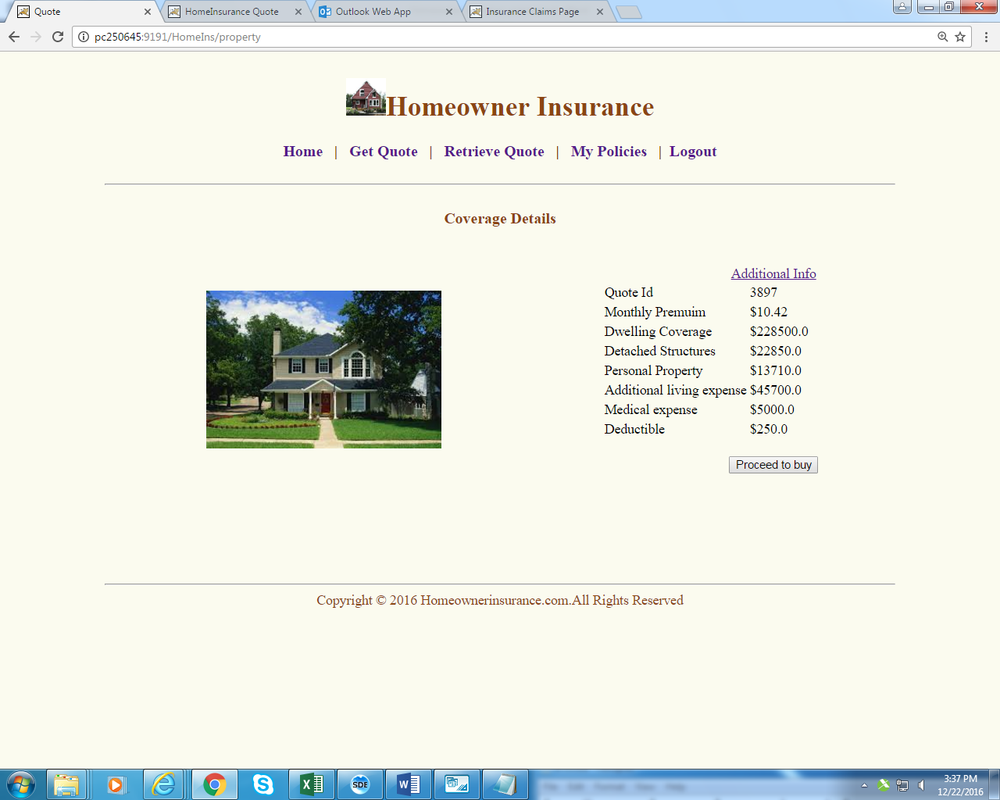 Quote
HomeInsurance Quote
Outlook Web App
Insurance Claims Page
pc250645:9191/HomeIns/property
Homeowner Insurance
Home | Get Quote | Retrieve Quote | My Policies | Logout
Coverage Details
Additional Info
Quote Id 3897
Monthly Premuim $10.42
Dwelling Coverage $228500.0
Detached Structures $22850.0
Personal Property $13710.0
Additional living expense $45700.0
Medical expense $5000.0
Deductible $250.0
Proceed to buy
Copyright © 2016 Homeownerinsurance.com.All Rights Reserved
SDE
3:37 PM
12/22/2016